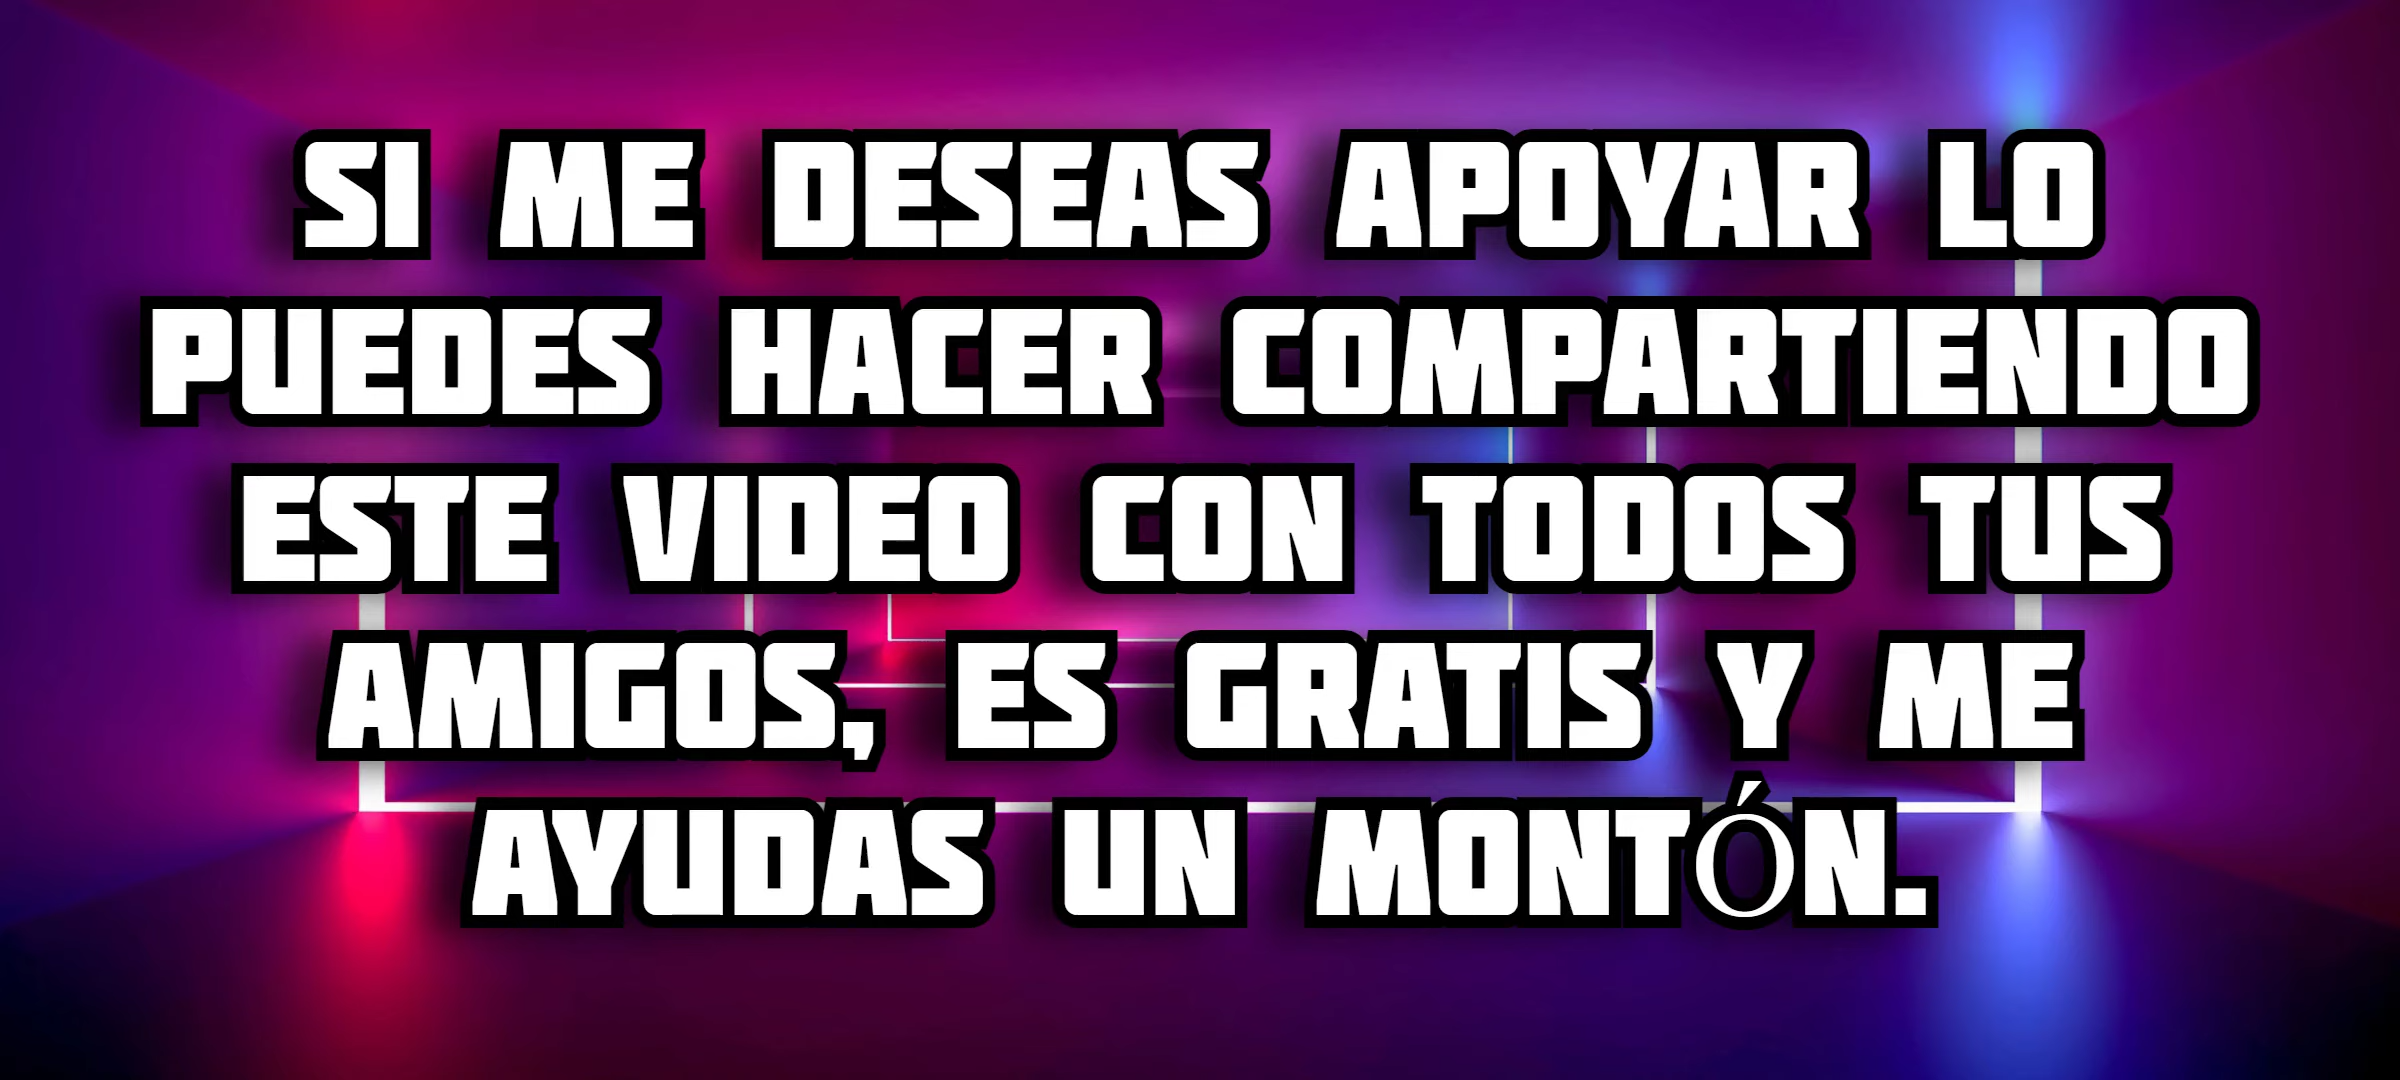 SI ME DESEAS APOYAR LO
PUEDES HACER COMPARTIENDO
ESTE VIDEO CON TODOS TUS
AMIGOS, ES GRATIS Y ME
AYUDAS UN MONTÓN.